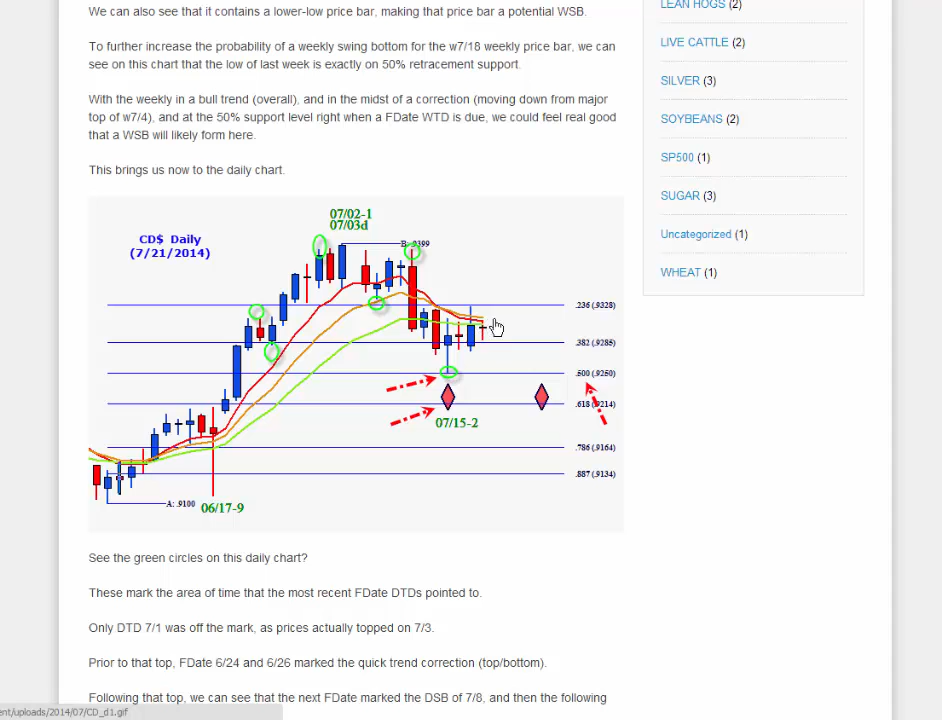 We can also see that it contains a lower-low price bar, making that price bar a potential WSB.
To further increase the probability of a weekly swing bottom for the w7/18 weekly price bar, we can
see on this chart that the low of last week is exactly on 50% retracement support.
With the weekly in a bull trend (overall), and in the midst of a correction (moving down from major
top of w7/4), and at the 50% support level right when a FDate WTD is due, we could feel real good
that a WSB will likely form here.
This brings us now to the daily chart.
07/02-1
07/03d
CD$ Daily
(7/21/2014)
B: .9399
.236 (.9328)
.382 (.9285)
.500 (.9250)
.618 (.9214)
07/15-2
.786 (.9164)
.887 (.9134)
A: .9100
06/17-9
See the green circles on this daily chart?
These mark the area of time that the most recent FDate DTDs pointed to.
Only DTD 7/1 was off the mark, as prices actually topped on 7/3.
Prior to that top, FDate 6/24 and 6/26 marked the quick trend correction (top/bottom).
Following that top, we can see that the next FDate marked the DSB of 7/8, and then the following
LEAN HOGS (2)
LIVE CATTLE (2)
SILVER (3)
SOYBEANS (2)
SP500 (1)
SUGAR (3)
Uncategorized (1)
WHEAT (1)
ent/uploads/2014/07/CD_d1.gif